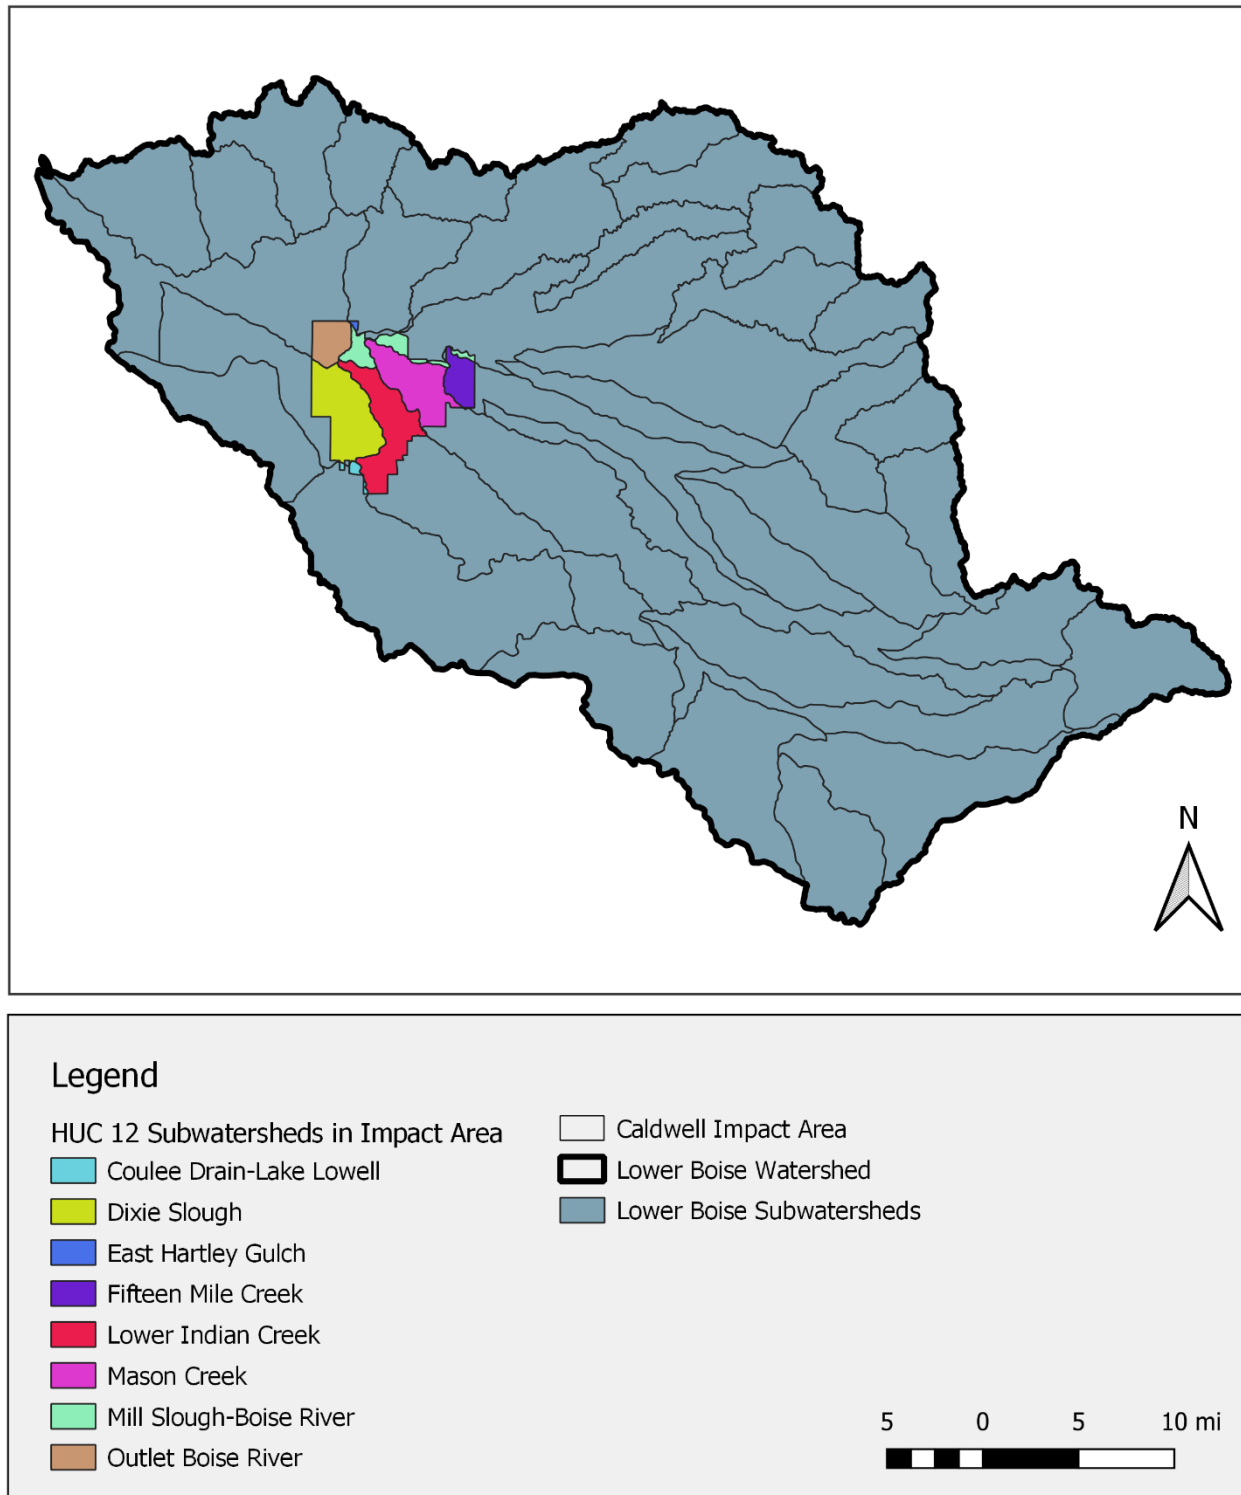 N
Legend
HUC 12 Subwatersheds in Impact Area
Coulee Drain-Lake Lowell
Dixie Slough
East Hartley Gulch
Fifteen Mile Creek
Lower Indian Creek
Mason Creek
Mill Slough-Boise River
Outlet Boise River
Caldwell Impact Area
Lower Boise Watershed
Lower Boise Subwatersheds
5 0 5 10 mi